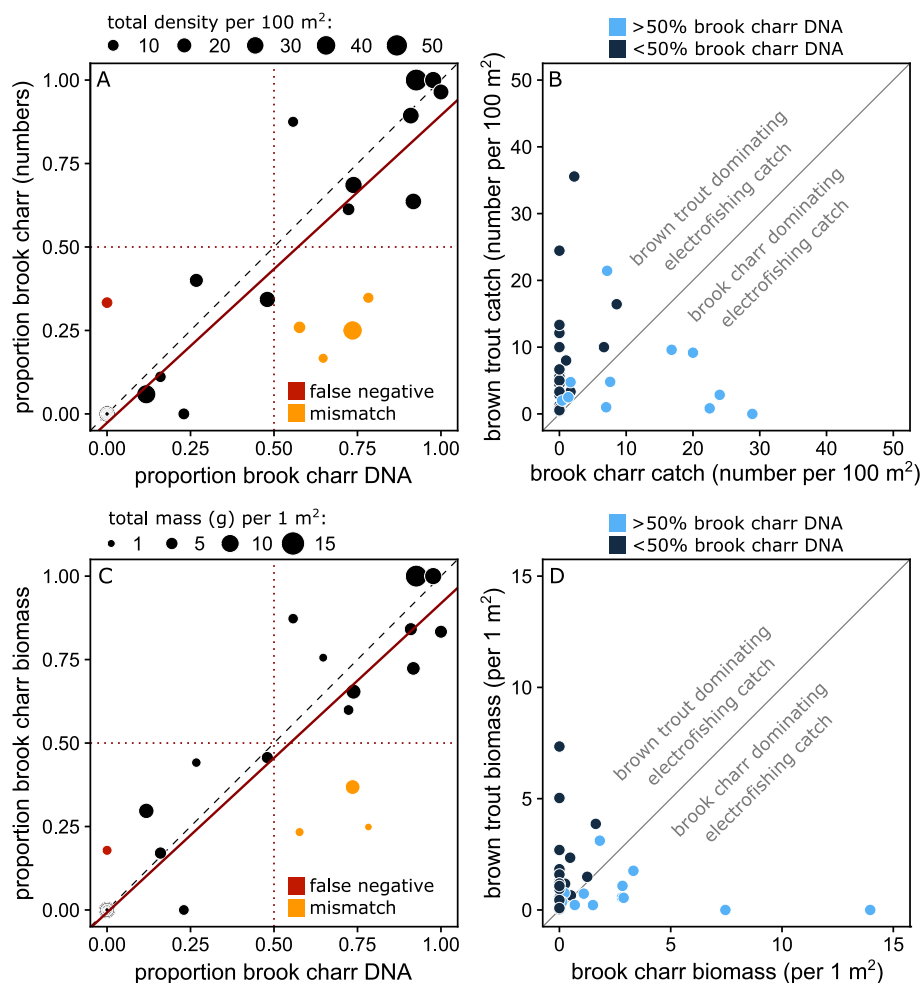 total density per 100 m²:
10 20 30 40 50
A
1.00
0.75
0.50
0.25
0.00
proportion brook charr (numbers)
false negative
mismatch
0.00 0.25 0.50 0.75 1.00
proportion brook charr DNA
>50% brook charr DNA
<50% brook charr DNA
B
50
40
30
20
10
0
brown trout catch (number per 100 m²)
brown trout dominating
electrofishing catch
brook charr dominating
electrofishing catch
0 10 20 30 40 50
brook charr catch (number per 100 m²)
total mass (g) per 1 m²:
1 5 10 15
C
1.00
0.75
0.50
0.25
0.00
proportion brook charr biomass
false negative
mismatch
0.00 0.25 0.50 0.75 1.00
proportion brook charr DNA
>50% brook charr DNA
<50% brook charr DNA
D
15
10
5
0
brown trout biomass (per 1 m²)
brown trout dominating
electrofishing catch
brook charr dominating
electrofishing catch
0 5 10 15
brook charr biomass (per 1 m²)